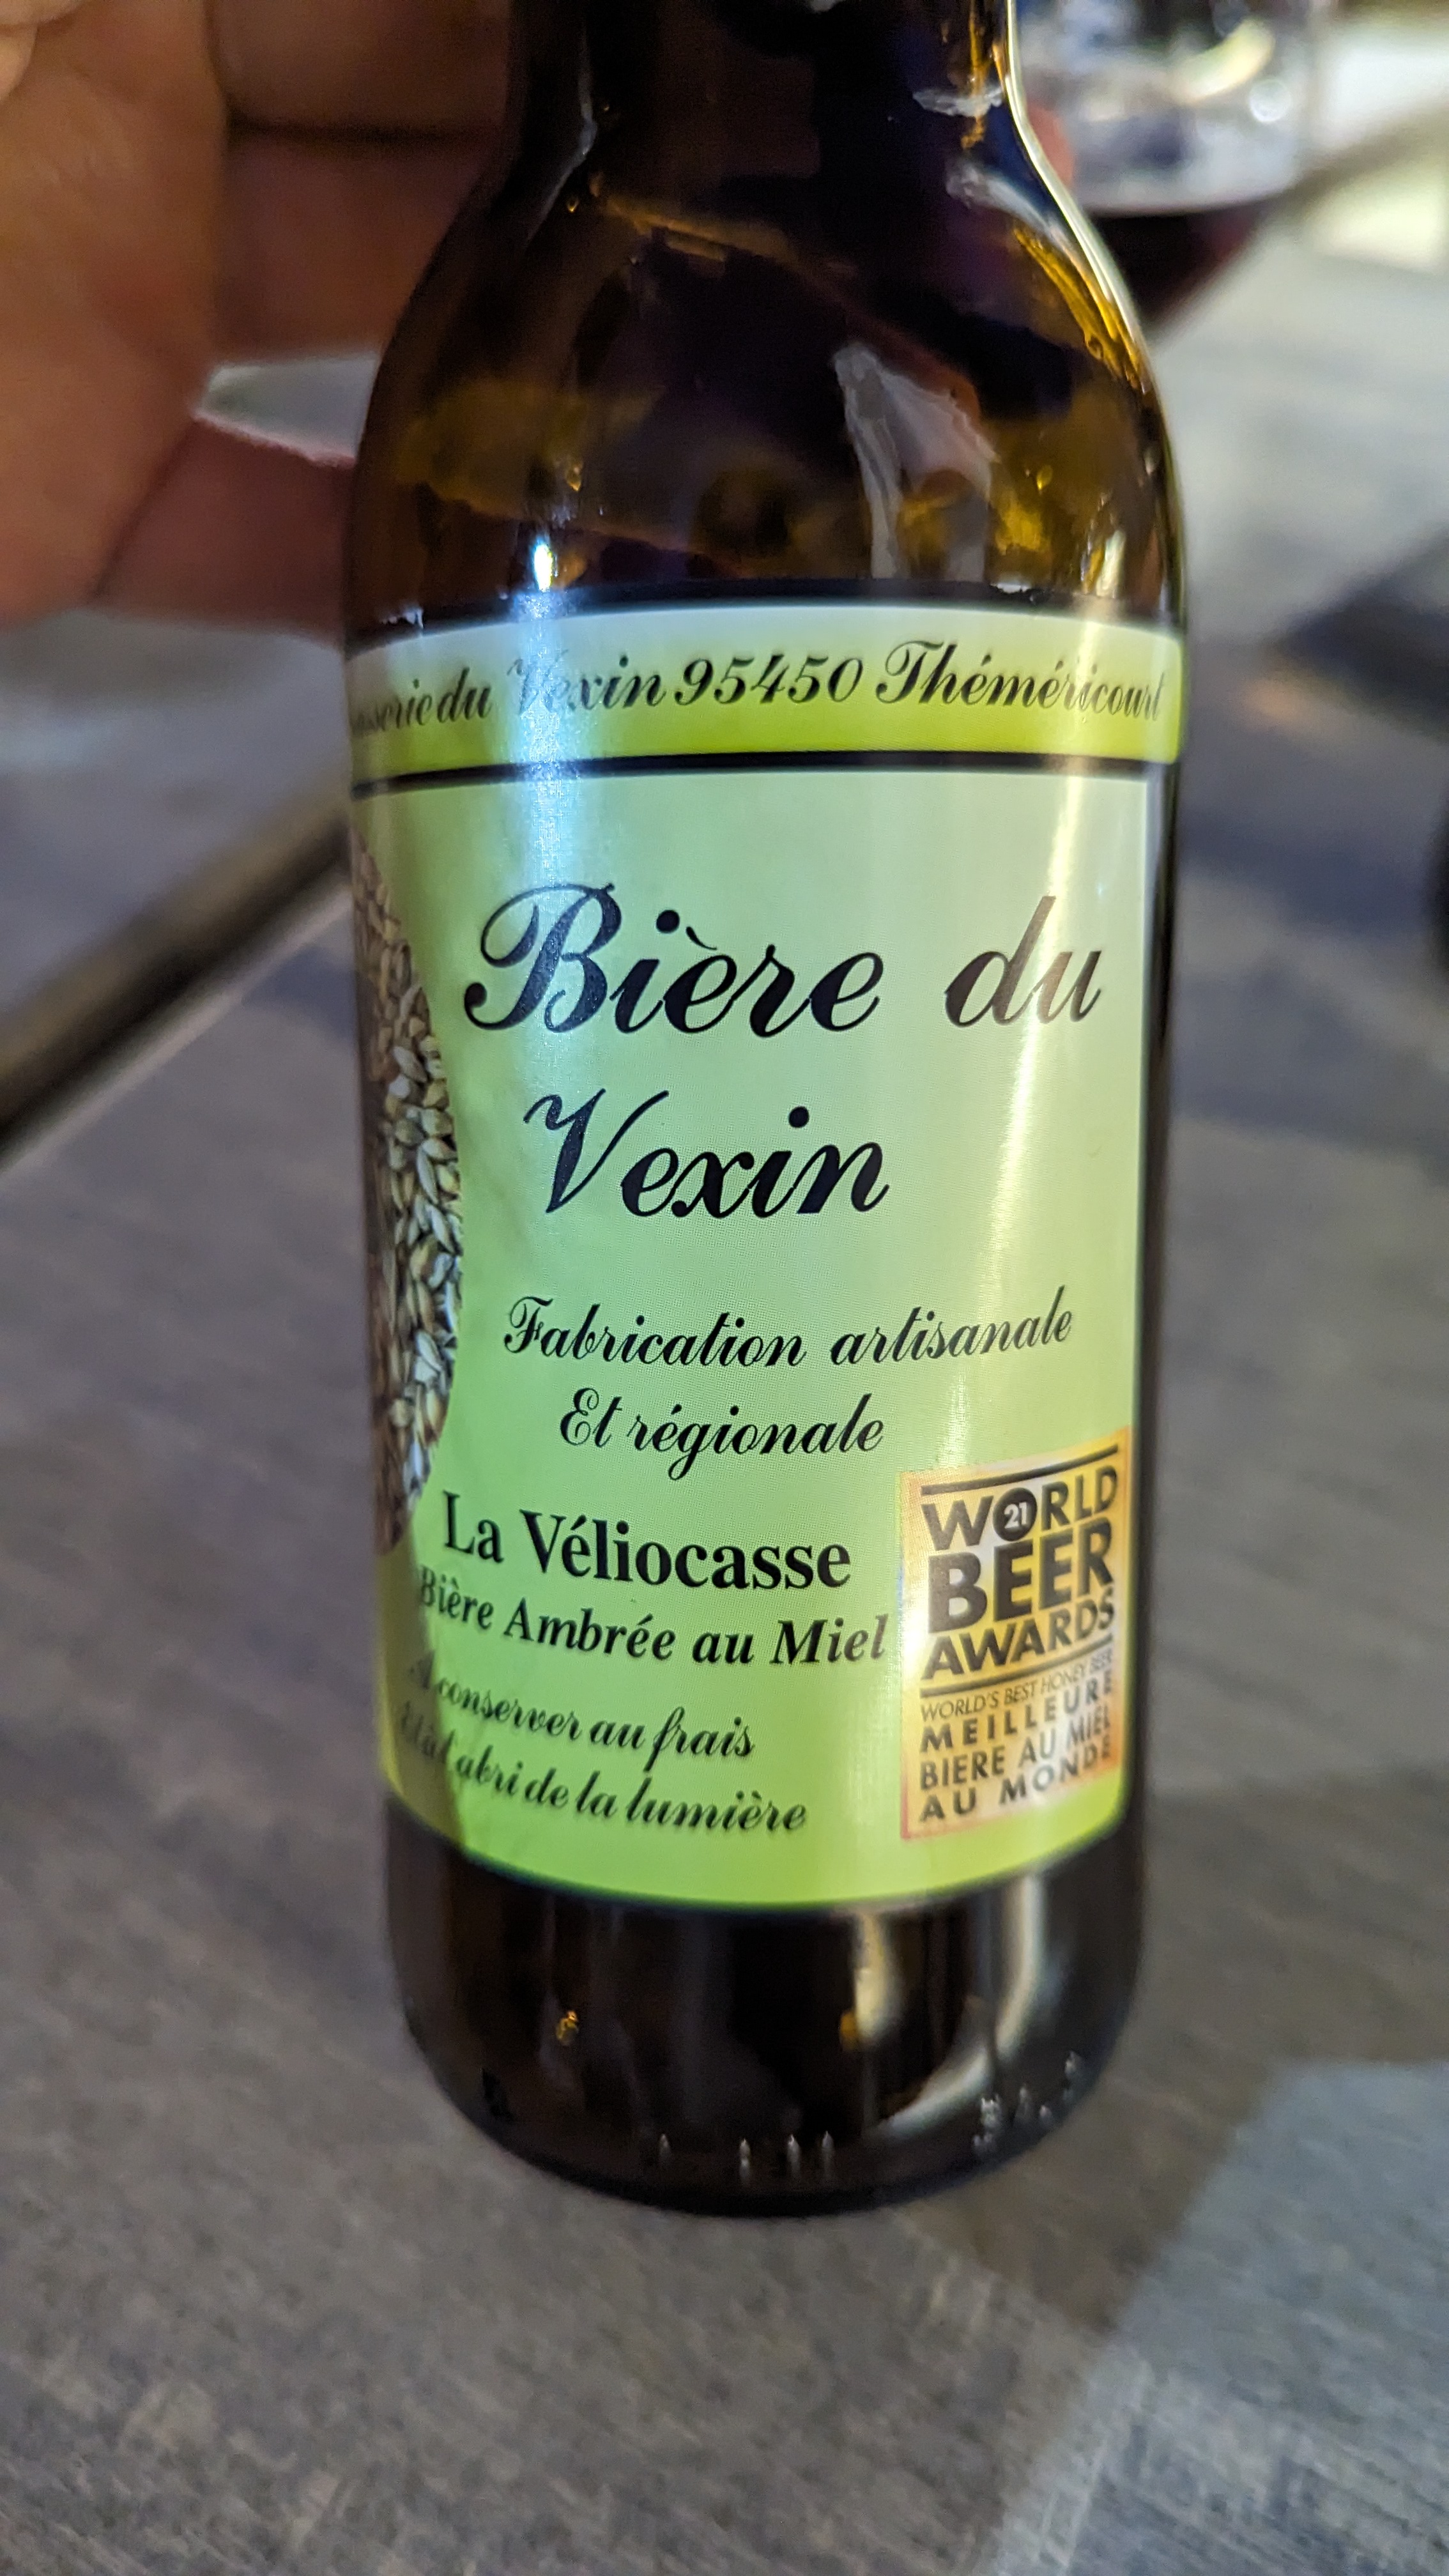 du Vexin 95450 Théméricourt
Bière du
Vexin
Fabrication artisanale
Et régionale
La Véliocasse
Bière Ambrée au Miel
A conserver au frais
Et à l'abri de la lumière
WORLD
21
BEER
AWARDS
WORLD'S BEST HONEY BEER
MEILLEURE
BIERE AU MIEL
AU MONDE